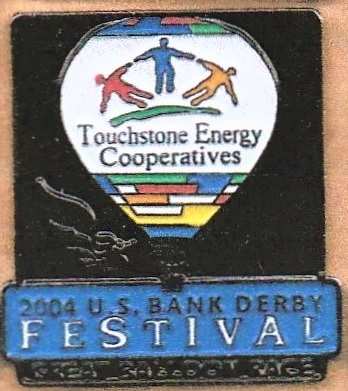 Touchstone Energy
Cooperatives
2004 U.S. BANK DERBY
FESTIVAL
GREAT BALLOON RACE